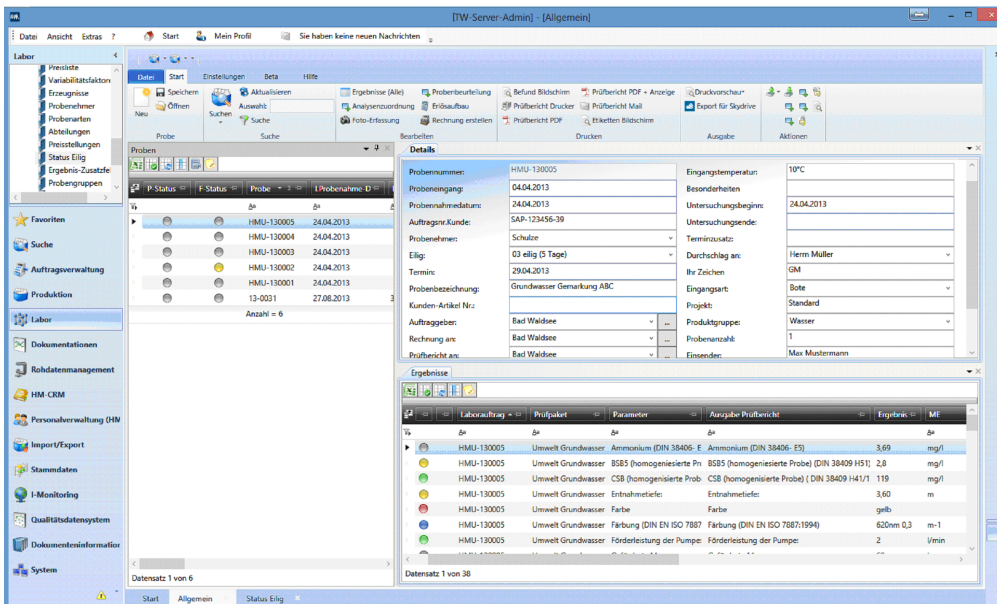 [TW-Server-Admin] - [Allgemein]
Datei Ansicht Extras ? Start Mein Profil Sie haben keine neuen Nachrichten
Labor
Preisliste
Variabilitätsfaktore
Erzeugnisse
Probenehmer
Probenarten
Abteilungen
Preisstellungen
Status Eilig
Ergebnis-Zusatzfel
Probengruppen
Favoriten
Suche
Auftragsverwaltung
Produktion
Labor
Dokumentationen
Rohdatenmanagement
HM-CRM
Personalverwaltung (HM
Import/Export
Stammdaten
I-Monitoring
Qualitätsdatensystem
Dokumenteninformation
System
Datei Start Einstellungen Beta Hilfe
Neu
Speichern
Öffnen
Probe
Suchen
Aktualisieren
Auswahl:
Suche
Suche
Ergebnisse (Alle) Probenbeurteilung
Analysenzuordnung Erlösaufbau
Foto-Erfassung Rechnung erstellen
Bearbeiten
Befund Bildschirm Prüfbericht PDF + Anzeige
Prüfbericht Drucker Prüfbericht Mail
Prüfbericht PDF Etiketten Bildschirm
Drucken
Druckvorschau
Export für Skydrive
Ausgabe
Aktionen
Proben
P-Status F-Status Probe LProbenahme-D
HMU-130005 24.04.2013
HMU-130004 24.04.2013
HMU-130003 24.04.2013
HMU-130002 24.04.2013
HMU-130001 24.04.2013
13-0031 27.08.2013 3
Anzahl = 6
Datensatz 1 von 6
Details
Probennummer: HMU-130005 Eingangstemperatur: 10°C
Probeneingang: 04.04.2013 Besonderheiten
Probennahmedatum: 24.04.2013 Untersuchungsbeginn: 24.04.2013
Auftragsnr.Kunde: SAP-123456-39 Untersuchungsende:
Probenehmer: Schulze Terminzusatz:
Eilig: 03 eilig (5 Tage) Durchschlag an: Herrn Müller
Termin: 29.04.2013 Ihr Zeichen GM
Probenbezeichnung: Grundwasser Gemarkung ABC Eingangsart: Bote
Kunden-Artikel Nr.: Projekt: Standard
Auftraggeber: Bad Waldsee ... Produktgruppe: Wasser
Rechnung an: Bad Waldsee ... Probenanzahl: 1
Prüfbericht an: Bad Waldsee ... Einsender: Max Mustermann
Ergebnisse
Laborauftrag Prüfpaket Parameter Ausgabe Prüfbericht Ergebnis ME
HMU-130005 Umwelt Grundwasser Ammonium (DIN 38406- E Ammonium (DIN 38406- E5) 3,69 mg/l
HMU-130005 Umwelt Grundwasser BSB5 (homogeniesierte Pr BSB5 (homogeniesierte Probe) (DIN 38409 H51) 2,8 mg/l
HMU-130005 Umwelt Grundwasser CSB (homogenisierte Prob CSB (homogenisierte Probe) ( DIN 38409 H41/1 119 mg/l
HMU-130005 Umwelt Grundwasser Entnahmetiefe: Entnahmetiefe: 3,60 m
HMU-130005 Umwelt Grundwasser Farbe Farbe gelb
HMU-130005 Umwelt Grundwasser Färbung (DIN EN ISO 7887 Färbung (DIN EN ISO 7887:1994) 620nm 0,3 m-1
HMU-130005 Umwelt Grundwasser Förderleistung der Pumpe: Förderleistung der Pumpe: 2 l/min
Datensatz 1 von 38
Start Allgemein Status Eilig